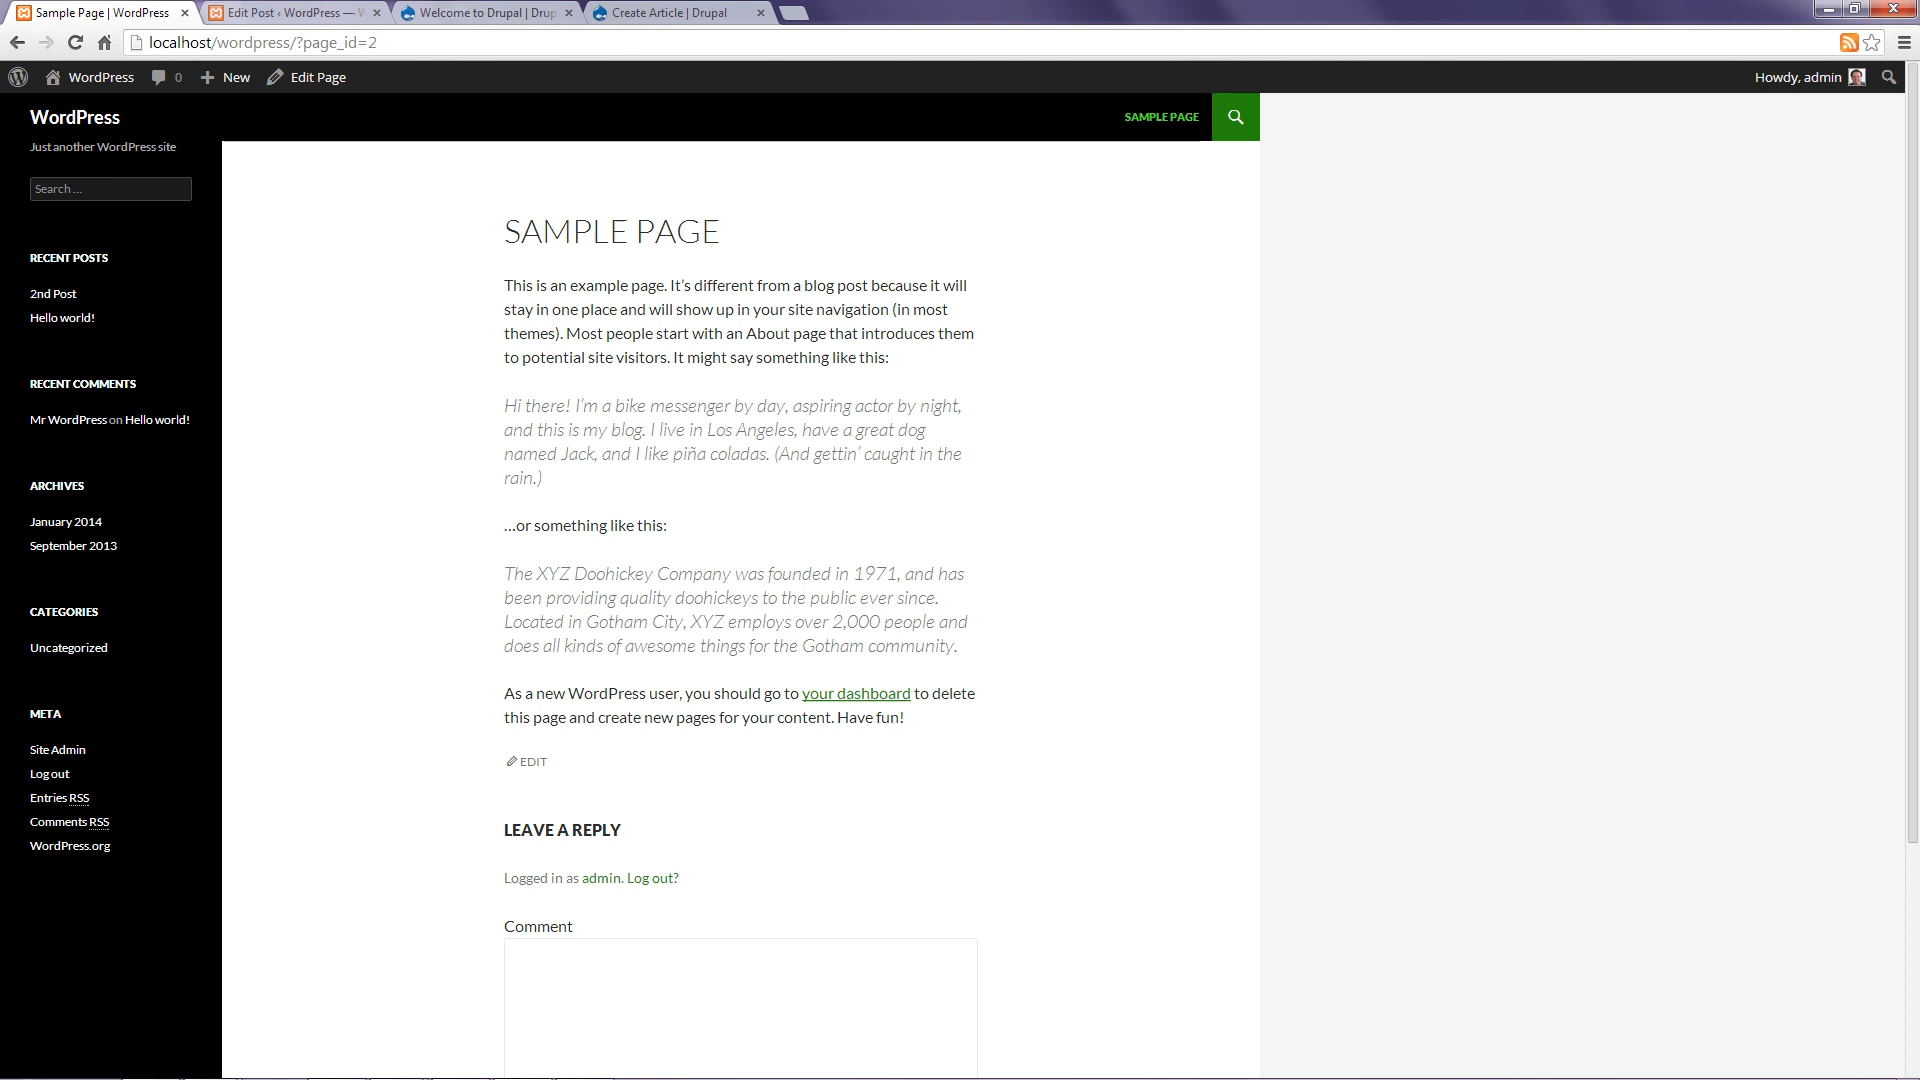 Sample Page | WordPress
Edit Post ‹ WordPress — W
Welcome to Drupal | Drup
Create Article | Drupal
localhost/wordpress/?page_id=2
WordPress 0 New Edit Page Howdy, admin
WordPress
SAMPLE PAGE
Just another WordPress site
Search ...
RECENT POSTS
2nd Post
Hello world!
RECENT COMMENTS
Mr WordPress on Hello world!
ARCHIVES
January 2014
September 2013
CATEGORIES
Uncategorized
META
Site Admin
Log out
Entries RSS
Comments RSS
WordPress.org
SAMPLE PAGE
This is an example page. It’s different from a blog post because it will
stay in one place and will show up in your site navigation (in most
themes). Most people start with an About page that introduces them
to potential site visitors. It might say something like this:
Hi there! I’m a bike messenger by day, aspiring actor by night,
and this is my blog. I live in Los Angeles, have a great dog
named Jack, and I like piña coladas. (And gettin’ caught in the
rain.)
…or something like this:
The XYZ Doohickey Company was founded in 1971, and has
been providing quality doohickeys to the public ever since.
Located in Gotham City, XYZ employs over 2,000 people and
does all kinds of awesome things for the Gotham community.
As a new WordPress user, you should go to your dashboard to delete
this page and create new pages for your content. Have fun!
EDIT
LEAVE A REPLY
Logged in as admin. Log out?
Comment